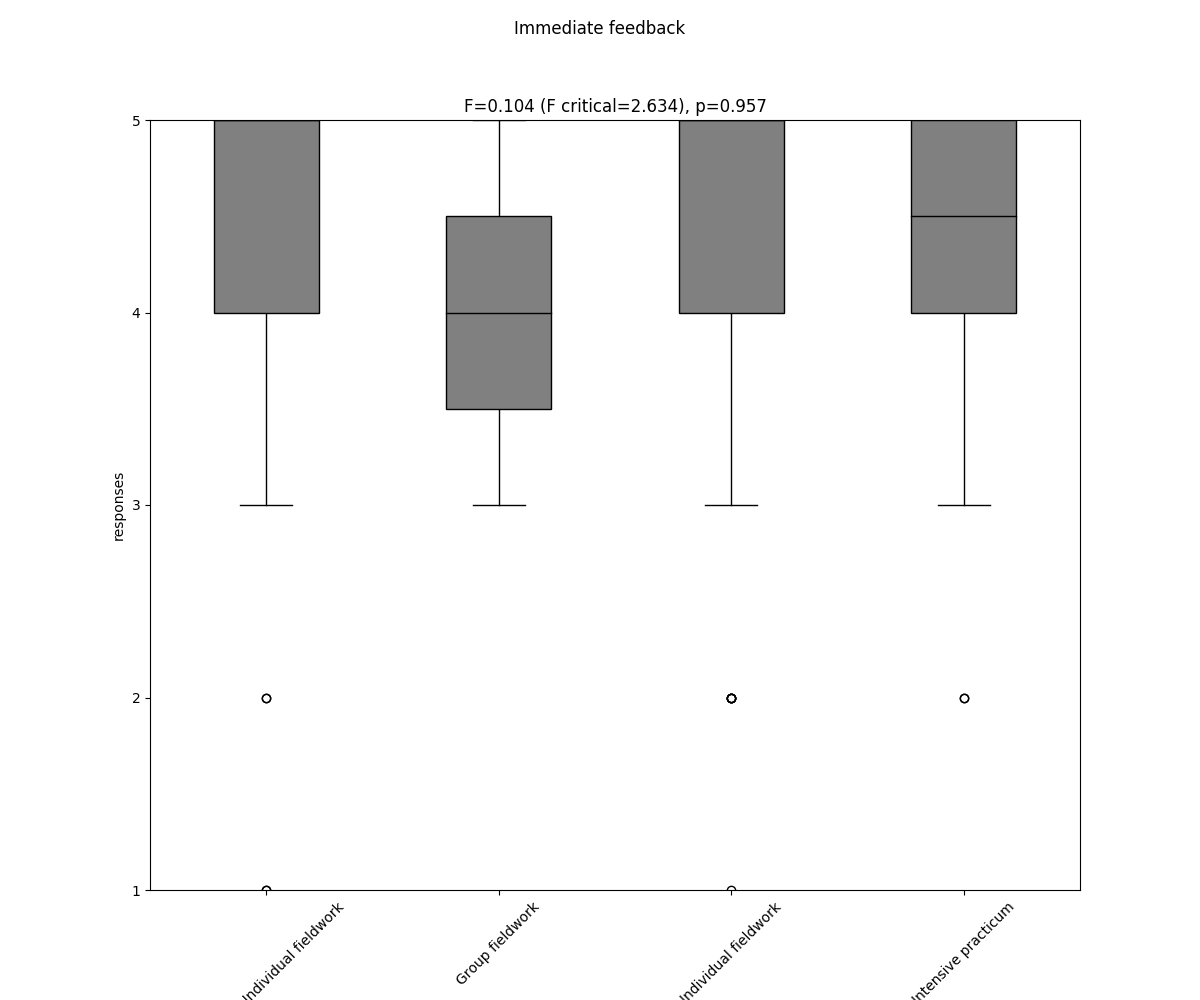 Immediate feedback
F=0.104 (F critical=2.634), p=0.957
5
4
3
2
1
responses
Individual fieldwork
Group fieldwork
Individual fieldwork
Intensive practicum